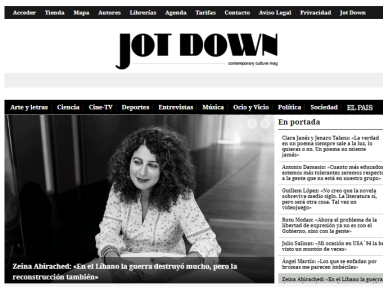 Acceder Tienda Mapa Autores Librerías Agenda Tarifas Contacto Aviso Legal Privacidad Jot Down
JOT DOWN
contemporary culture mag
Arte y letras Ciencia Cine-TV Deportes Entrevistas Música Ocio y Vicio Política Sociedad EL PAIS
Zeina Abirached: «En el Líbano la guerra destruyó mucho, pero la
reconstrucción también»
En portada
Clara Janés y Jenaro Talens: «La verdad
en un poema siempre sale a la luz, lo
quieras o no. Un poema no miente
jamás»
Antonio Damasio: «Cuanto más educados
estemos más tolerantes seremos respecto
a la gente que no está en nuestro grupo»
Guillem López: «No creo que la novela
sobreviva medio siglo. La literatura sí,
pero será otra cosa. Tal vez un
videojuego»
Rutu Modan: «Ahora el problema de la
libertad de expresión ya no es con el
Gobierno, sino con la gente»
Julio Salinas: «Mi ocasión en USA '94 la he
visto un montón de veces»
Ángel Martín: «Los que se enfadan por
bromas me parecen imbéciles»
Zeina Abirached: «En el Líbano la guerra